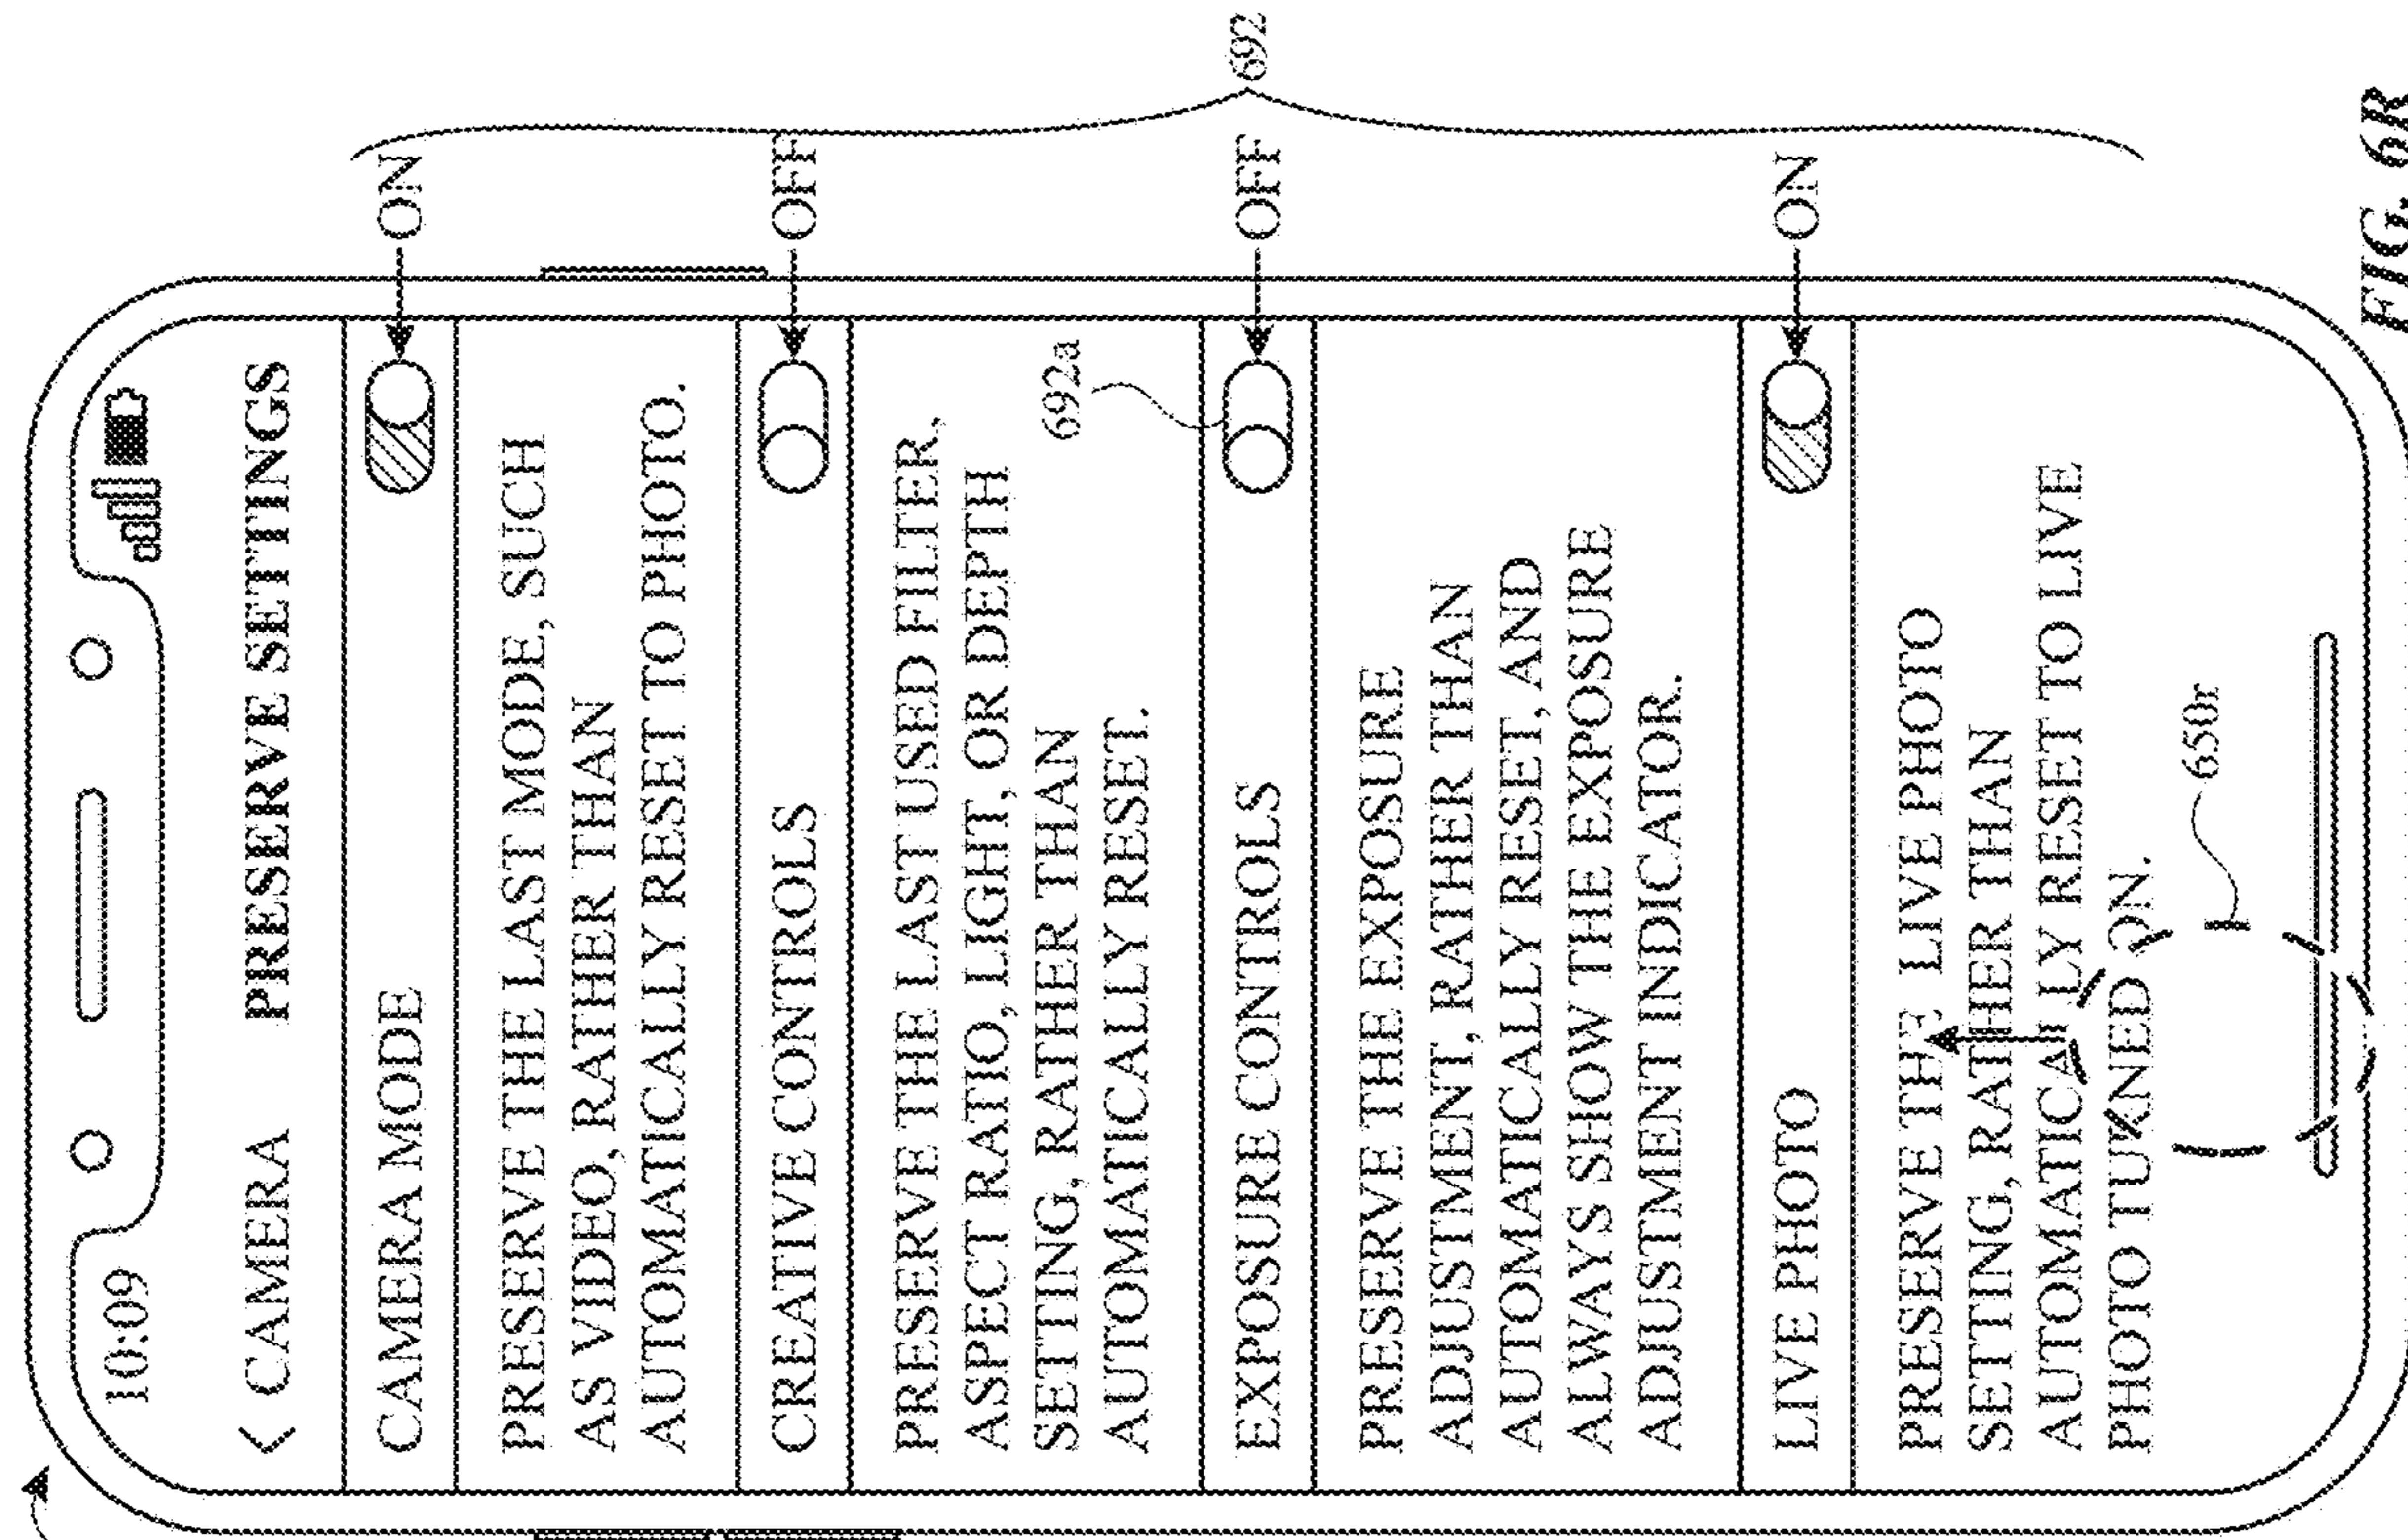 10:09
< CAMERA PRESERVE SETTINGS
CAMERA MODE
ON
PRESERVE THE LAST MODE, SUCH
AS VIDEO, RATHER THAN
AUTOMATICALLY RESET TO PHOTO.
CREATIVE CONTROLS
OFF
PRESERVE THE LAST USED FILTER,
ASPECT RATIO, LIGHT, OR DEPTH
SETTING, RATHER THAN
AUTOMATICALLY RESET.
692a
EXPOSURE CONTROLS
OFF
692
PRESERVE THE EXPOSURE
ADJUSTMENT, RATHER THAN
AUTOMATICALLY RESET, AND
ALWAYS SHOW THE EXPOSURE
ADJUSTMENT INDICATOR.
LIVE PHOTO
ON
PRESERVE THE LIVE PHOTO
SETTING, RATHER THAN
AUTOMATICALLY RESET TO LIVE
PHOTO TURNED ON.
650r
FIG. 6R